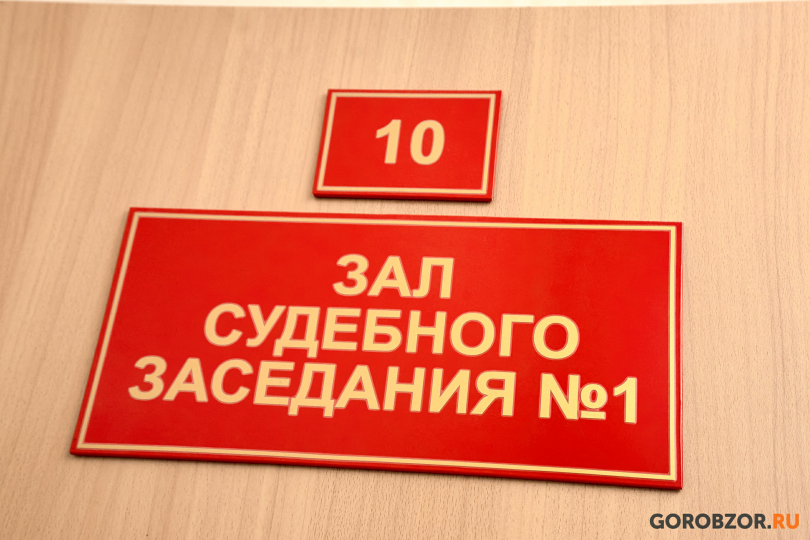 10
ЗАЛ
СУДЕБНОГО
ЗАСЕДАНИЯ №1
GOROBZOR.RU